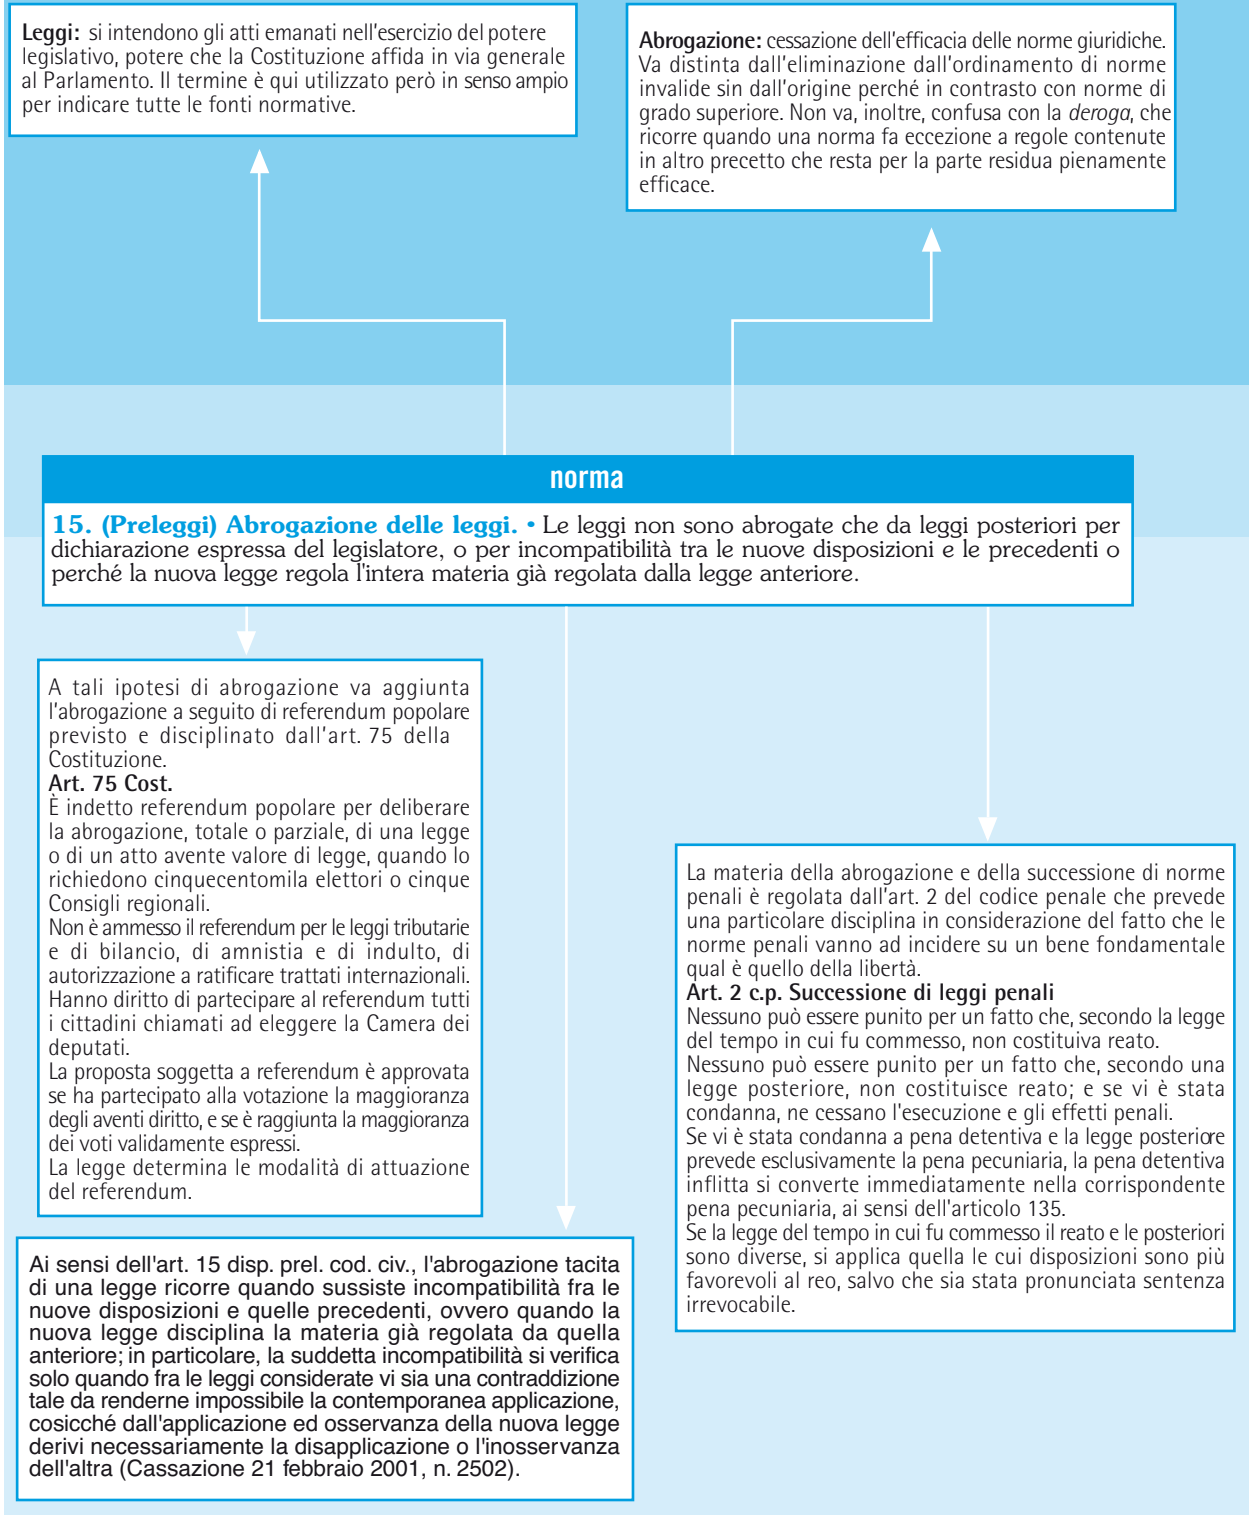 Leggi: si intendono gli atti emanati nell'esercizio del potere
legislativo, potere che la Costituzione affida in via generale
al Parlamento. Il termine è qui utilizzato però in senso ampio
per indicare tutte le fonti normative.
Abrogazione: cessazione dell'efficacia delle norme giuridiche.
Va distinta dall'eliminazione dall'ordinamento di norme
invalide sin dall'origine perché in contrasto con norme di
grado superiore. Non va, inoltre, confusa con la deroga, che
ricorre quando una norma fa eccezione a regole contenute
in altro precetto che resta per la parte residua pienamente
efficace.
norma
15. (Preleggi) Abrogazione delle leggi. • Le leggi non sono abrogate che da leggi posteriori per
dichiarazione espressa del legislatore, o per incompatibilità tra le nuove disposizioni e le precedenti o
perché la nuova legge regola l'intera materia già regolata dalla legge anteriore.
A tali ipotesi di abrogazione va aggiunta
l'abrogazione a seguito di referendum popolare
previsto e disciplinato dall'art. 75 della
Costituzione.
Art. 75 Cost.
È indetto referendum popolare per deliberare
la abrogazione, totale o parziale, di una legge
o di un atto avente valore di legge, quando lo
richiedono cinquecentomila elettori o cinque
Consigli regionali.
Non è ammesso il referendum per le leggi tributarie
e di bilancio, di amnistia e di indulto, di
autorizzazione a ratificare trattati internazionali.
Hanno diritto di partecipare al referendum tutti
i cittadini chiamati ad eleggere la Camera dei
deputati.
La proposta soggetta a referendum è approvata
se ha partecipato alla votazione la maggioranza
degli aventi diritto, e se è raggiunta la maggioranza
dei voti validamente espressi.
La legge determina le modalità di attuazione
del referendum.
La materia della abrogazione e della successione di norme
penali è regolata dall'art. 2 del codice penale che prevede
una particolare disciplina in considerazione del fatto che le
norme penali vanno ad incidere su un bene fondamentale
qual è quello della libertà.
Art. 2 c.p. Successione di leggi penali
Nessuno può essere punito per un fatto che, secondo la legge
del tempo in cui fu commesso, non costituiva reato.
Nessuno può essere punito per un fatto che, secondo una
legge posteriore, non costituisce reato; e se vi è stata
condanna, ne cessano l'esecuzione e gli effetti penali.
Se vi è stata condanna a pena detentiva e la legge posteriore
prevede esclusivamente la pena pecuniaria, la pena detentiva
inflitta si converte immediatamente nella corrispondente
pena pecuniaria, ai sensi dell'articolo 135.
Se la legge del tempo in cui fu commesso il reato e le posteriori
sono diverse, si applica quella le cui disposizioni sono più
favorevoli al reo, salvo che sia stata pronunciata sentenza
irrevocabile.
Ai sensi dell'art. 15 disp. prel. cod. civ., l'abrogazione tacita
di una legge ricorre quando sussiste incompatibilità fra le
nuove disposizioni e quelle precedenti, ovvero quando la
nuova legge disciplina la materia già regolata da quella
anteriore; in particolare, la suddetta incompatibilità si verifica
solo quando fra le leggi considerate vi sia una contraddizione
tale da renderne impossibile la contemporanea applicazione,
cosicché dall'applicazione ed osservanza della nuova legge
derivi necessariamente la disapplicazione o l'inosservanza
dell'altra (Cassazione 21 febbraio 2001, n. 2502).